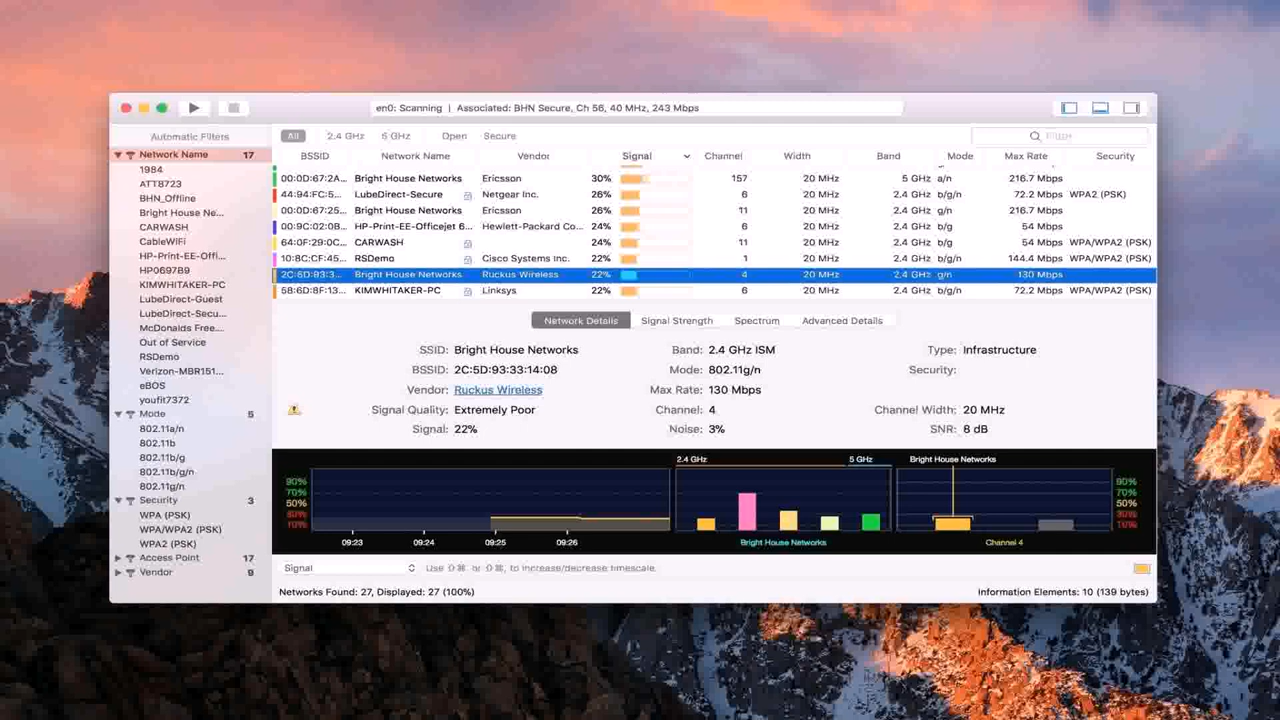 en0: Scanning | Associated: BHN Secure, Ch 56, 40 MHz, 243 Mbps
Automatic Filters
Network Name 17
1984
ATT8723
BHN_Offline
Bright House Ne...
CARWASH
CableWiFi
HP-Print-EE-Offi...
HP0697B9
KIMWHITAKER-PC
LubeDirect-Guest
LubeDirect-Secu...
McDonalds Free...
Out of Service
RSDemo
Verizon-MBR151...
eBOS
youfit7372
Mode 5
802.11a/n
802.11b
802.11b/g
802.11b/g/n
802.11g/n
Security 3
WPA (PSK)
WPA/WPA2 (PSK)
WPA2 (PSK)
Access Point 17
Vendor 9
All 2.4 GHz 5 GHz Open Secure
BSSID Network Name Vendor Signal Channel Width Band Mode Max Rate Security
00:0D:67:2A... Bright House Networks Ericsson 30% 157 20 MHz 5 GHz a/n 216.7 Mbps
44:94:FC:5... LubeDirect-Secure Netgear Inc. 26% 6 20 MHz 2.4 GHz b/g/n 72.2 Mbps WPA2 (PSK)
00:0D:67:25... Bright House Networks Ericsson 26% 11 20 MHz 2.4 GHz b/g/n 216.7 Mbps
00:9C:02:0B... HP-Print-EE-Officejet 6... Hewlett-Packard Co... 24% 6 20 MHz 2.4 GHz b/g 54 Mbps
64:0F:29:0C... CARWASH 24% 11 20 MHz 2.4 GHz b/g 54 Mbps WPA/WPA2 (PSK)
10:8C:CF:45... RSDemo Cisco Systems Inc. 22% 1 20 MHz 2.4 GHz b/g/n 144.4 Mbps WPA/WPA2 (PSK)
2C:5D:93:3... Bright House Networks Ruckus Wireless 22% 4 20 MHz 2.4 GHz g/n 130 Mbps
58:6D:8F:13... KIMWHITAKER-PC Linksys 22% 6 20 MHz 2.4 GHz b/g/n 72.2 Mbps WPA/WPA2 (PSK)
Network Details Signal Strength Spectrum Advanced Details
SSID: Bright House Networks Band: 2.4 GHz ISM Type: Infrastructure
BSSID: 2C:5D:93:33:14:08 Mode: 802.11g/n Security:
Vendor: Ruckus Wireless Max Rate: 130 Mbps
Signal Quality: Extremely Poor Channel: 4 Channel Width: 20 MHz
Signal: 22% Noise: 3% SNR: 8 dB
2.4 GHz 5 GHz Bright House Networks
90% 90%
70% 70%
50% 50%
30% 30%
10% 10%
09:23 09:24 09:25 09:26 Bright House Networks Channel 4
Signal Use ⇧⌘ or ⇧⌘, to increase/decrease timescale.
Networks Found: 27, Displayed: 27 (100%) Information Elements: 10 (139 bytes)